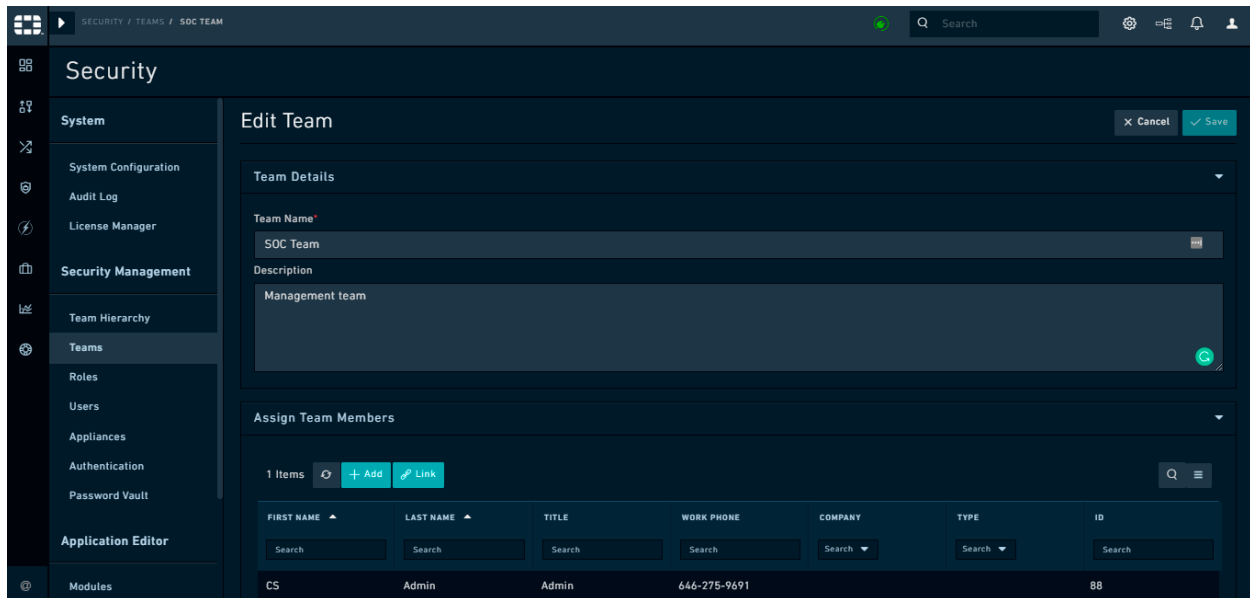 SECURITY / TEAMS / SOC TEAM
Search
Security
System
System Configuration
Audit Log
License Manager
Security Management
Team Hierarchy
Teams
Roles
Users
Appliances
Authentication
Password Vault
Application Editor
Modules
@
Edit Team
× Cancel
✓ Save
Team Details
Team Name*
SOC Team
Description
Management team
Assign Team Members
1 Items
+ Add
Link
FIRST NAME LAST NAME TITLE WORK PHONE COMPANY TYPE ID
Search Search Search Search Search Search Search
CS Admin Admin 646-275-9691 88